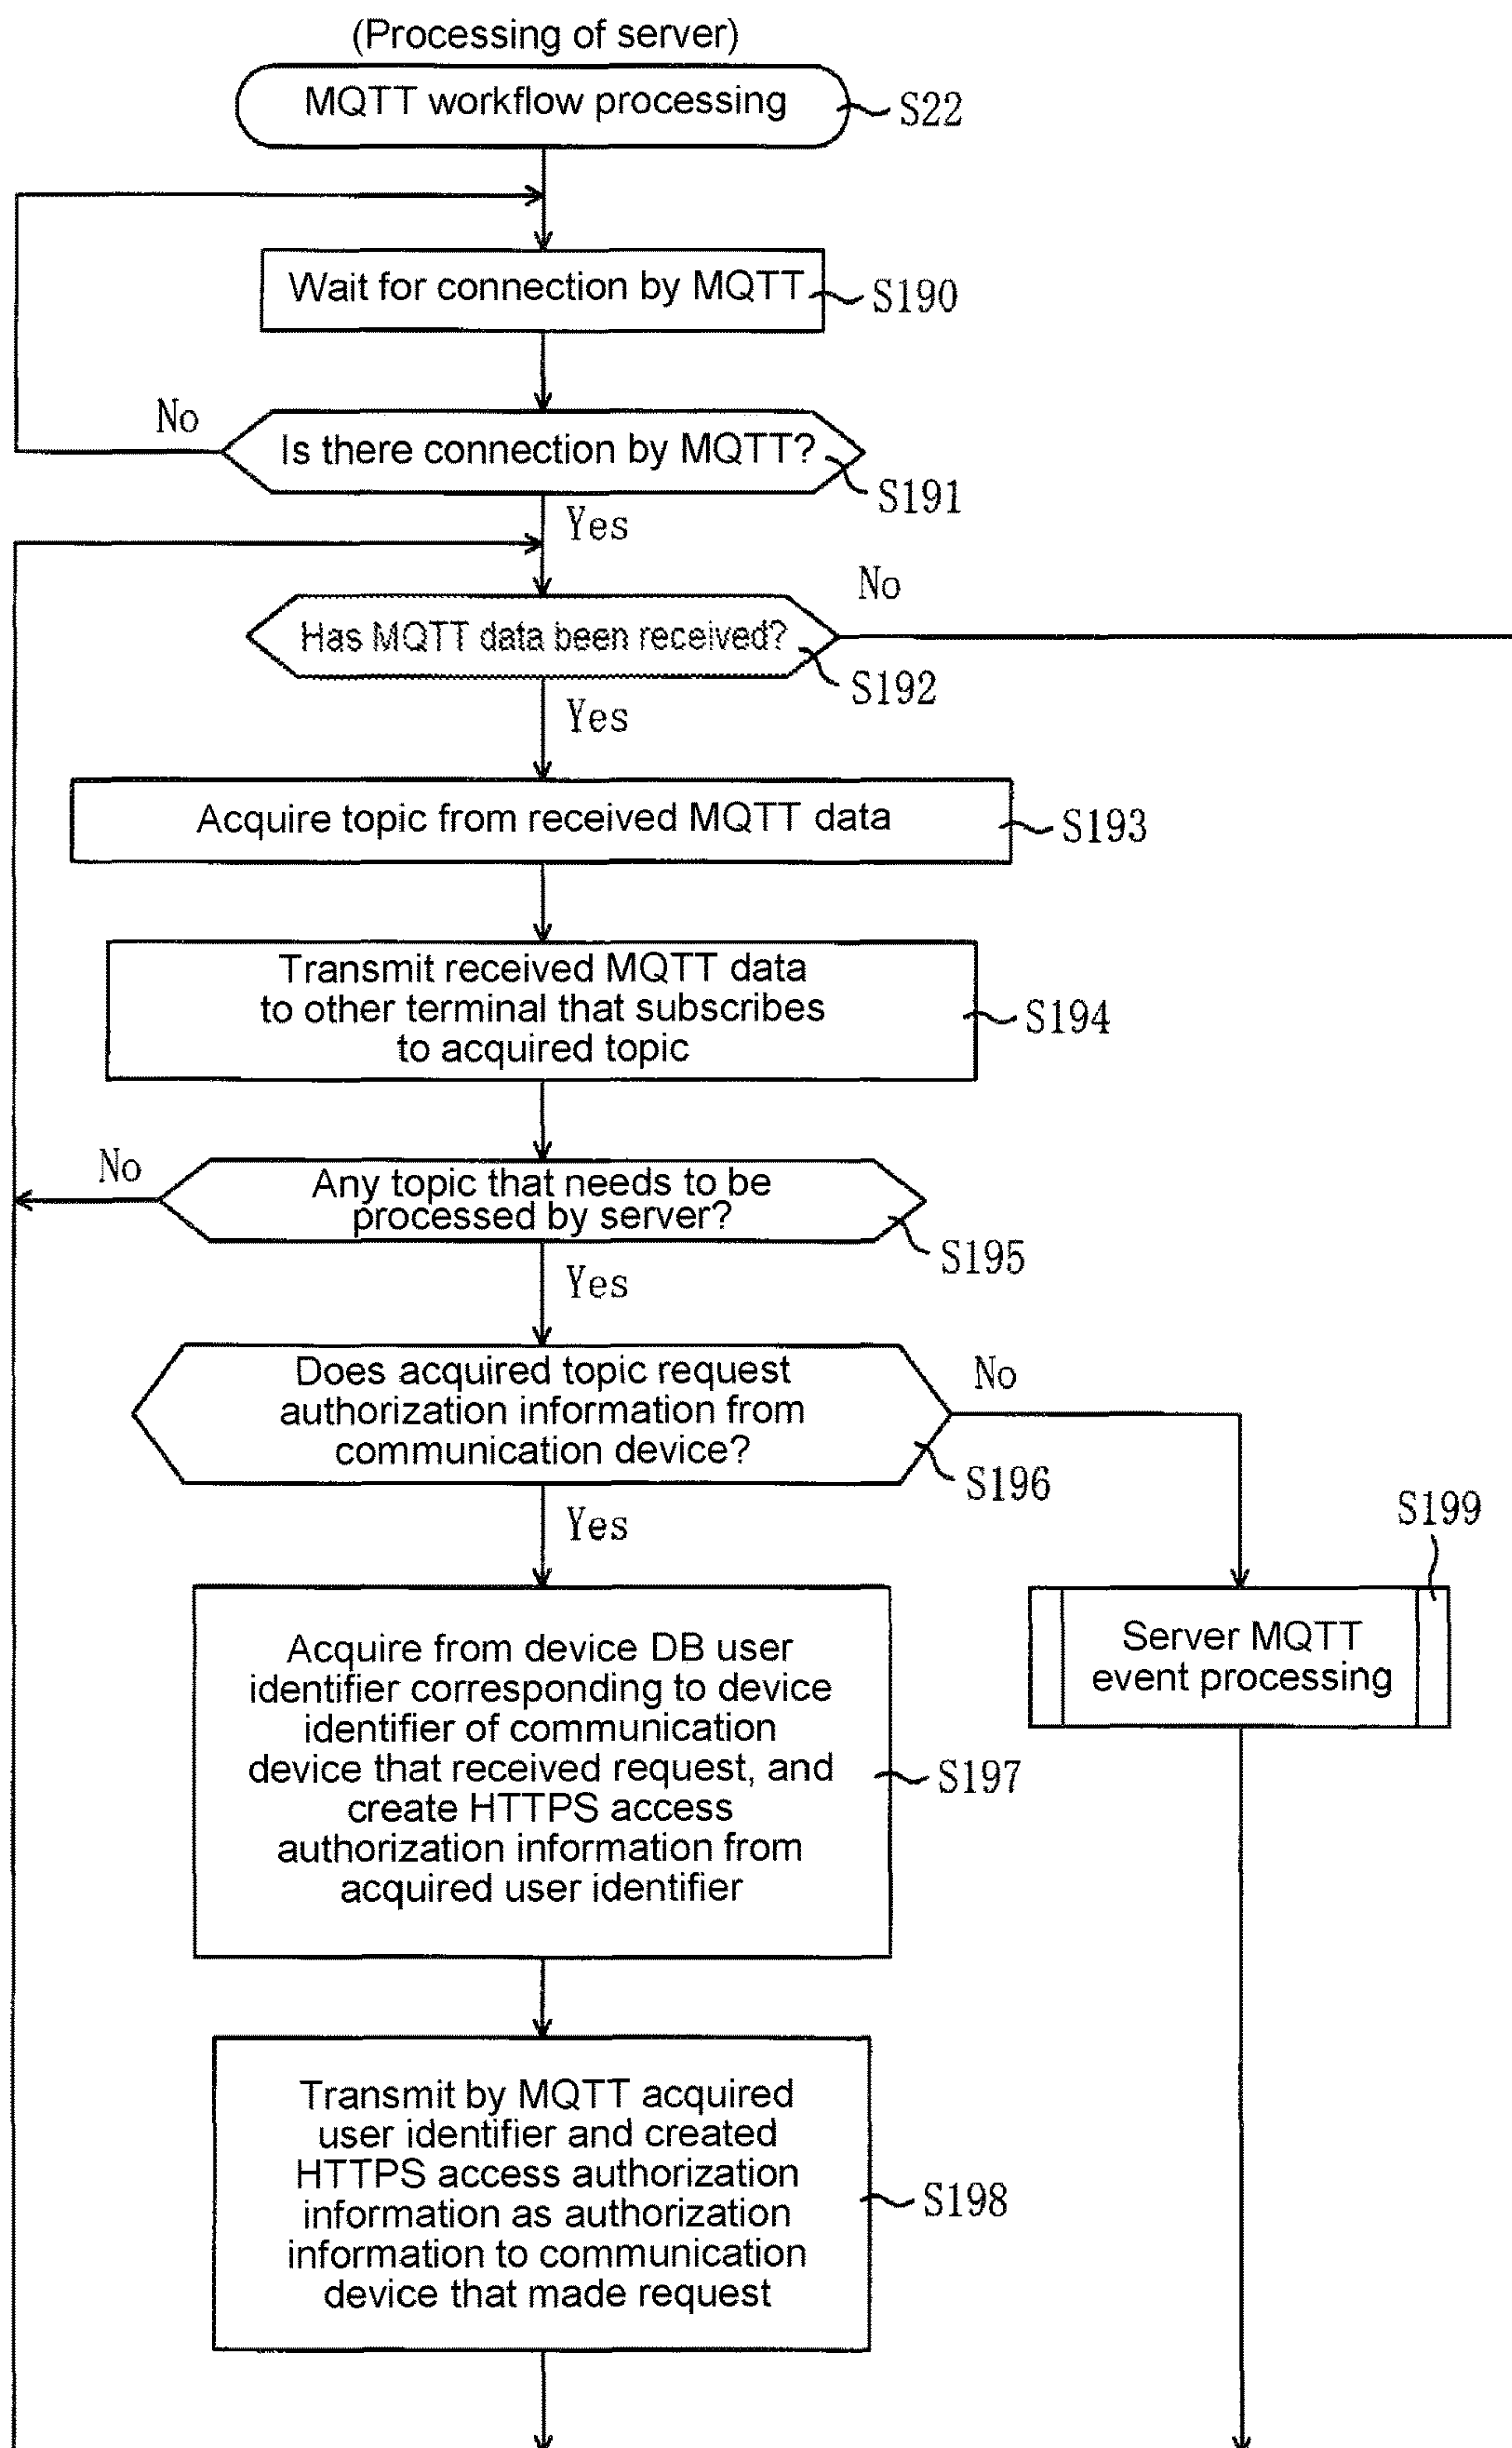 (Processing of server)
MQTT workflow processing
S22
Wait for connection by MQTT
S190
No
Is there connection by MQTT?
S191
Yes
No
Has MQTT data been received?
S192
Yes
Acquire topic from received MQTT data
S193
Transmit received MQTT data
to other terminal that subscribes
to acquired topic
S194
No
Any topic that needs to be
processed by server?
S195
Yes
Does acquired topic request
authorization information from
communication device?
No
S196
Yes
S199
Server MQTT
event processing
Acquire from device DB user
identifier corresponding to device
identifier of communication
device that received request, and
create HTTPS access
authorization information from
acquired user identifier
S197
Transmit by MQTT acquired
user identifier and created
HTTPS access authorization
information as authorization
information to communication
device that made request
S198